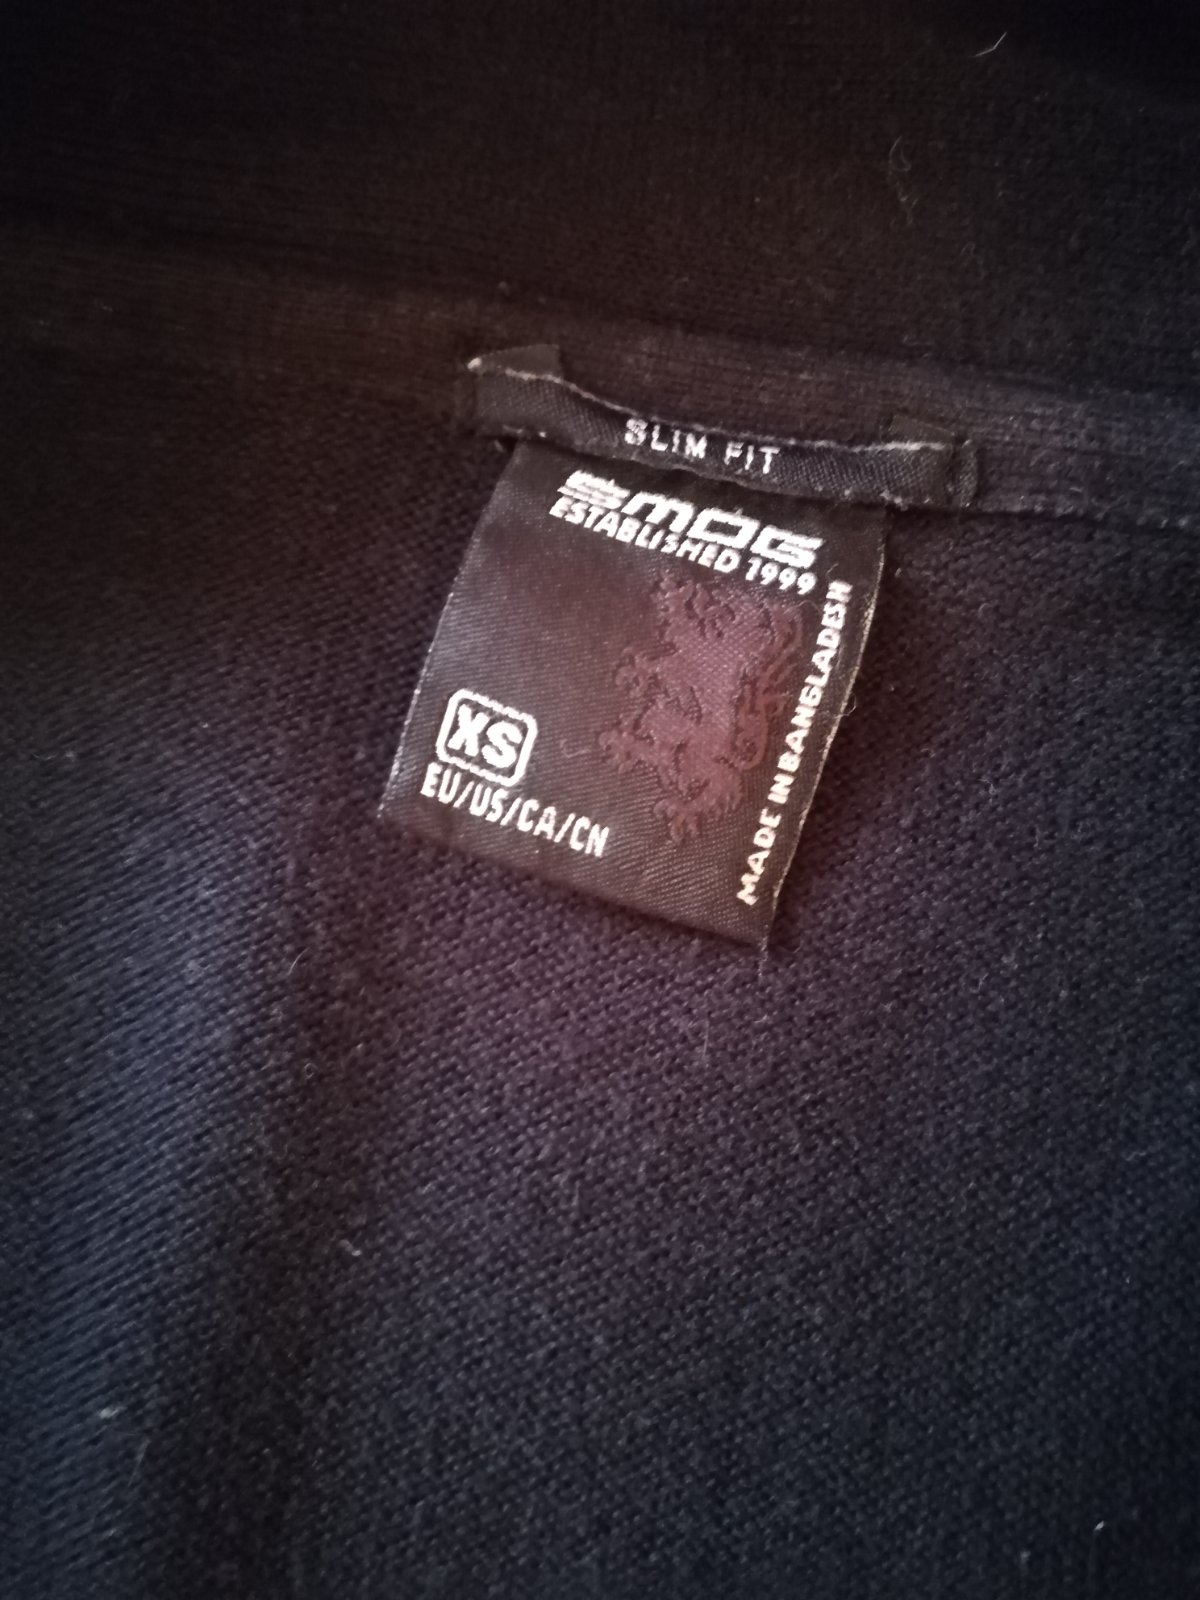 SLIM FIT
SMOG
ESTABLISHED 1999
XS
EU/US/CA/CN
MADE IN BANGLADESH